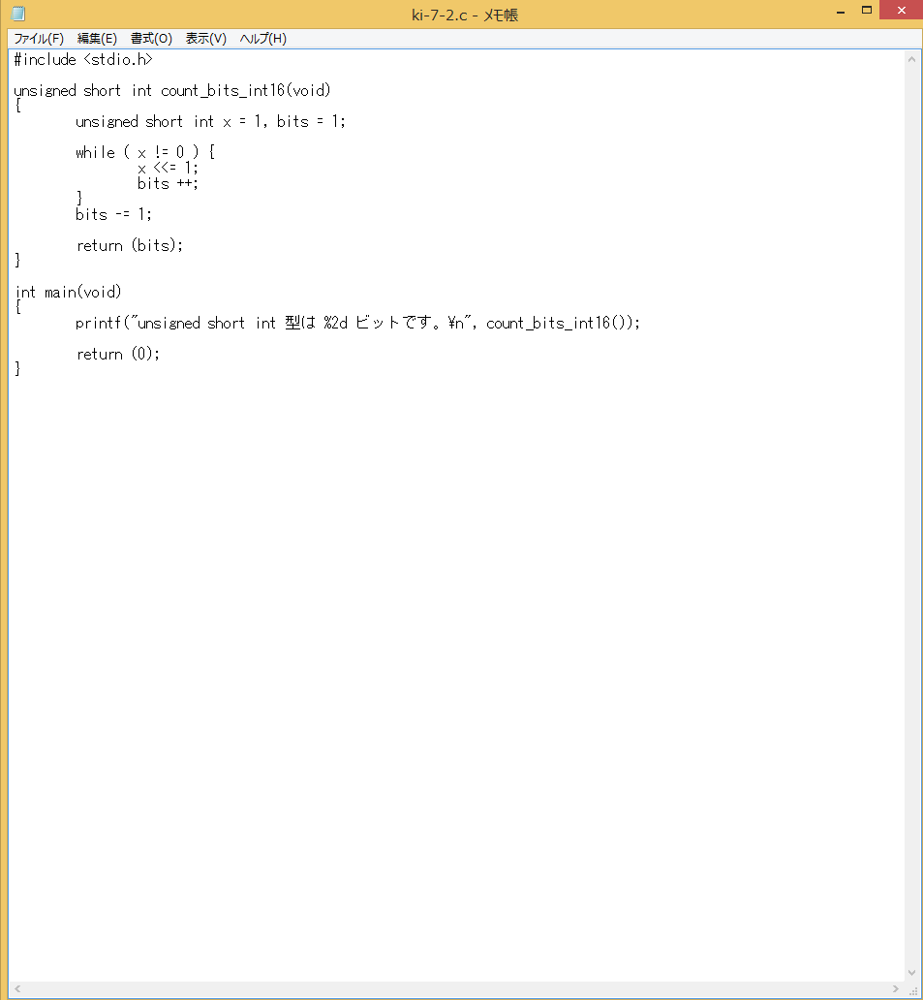 ki-7-2.c - メモ帳
ファイル(F) 編集(E) 書式(O) 表示(V) ヘルプ(H)
#include <stdio.h>
unsigned short int count_bits_int16(void)
{
unsigned short int x = 1, bits = 1;
while ( x != 0 ) {
x <<= 1;
bits ++;
}
bits -= 1;
return (bits);
}
int main(void)
{
printf("unsigned short int 型は %2d ビットです。¥n", count_bits_int16());
return (0);
}